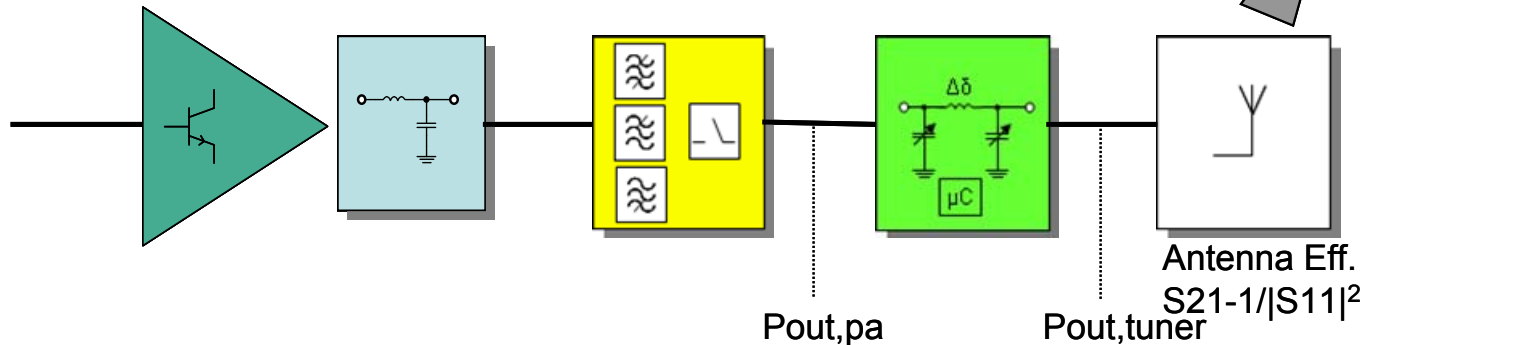 Δδ
µC
Antenna Eff.
S21-1/|S11|²
Pout,pa
Pout,tuner